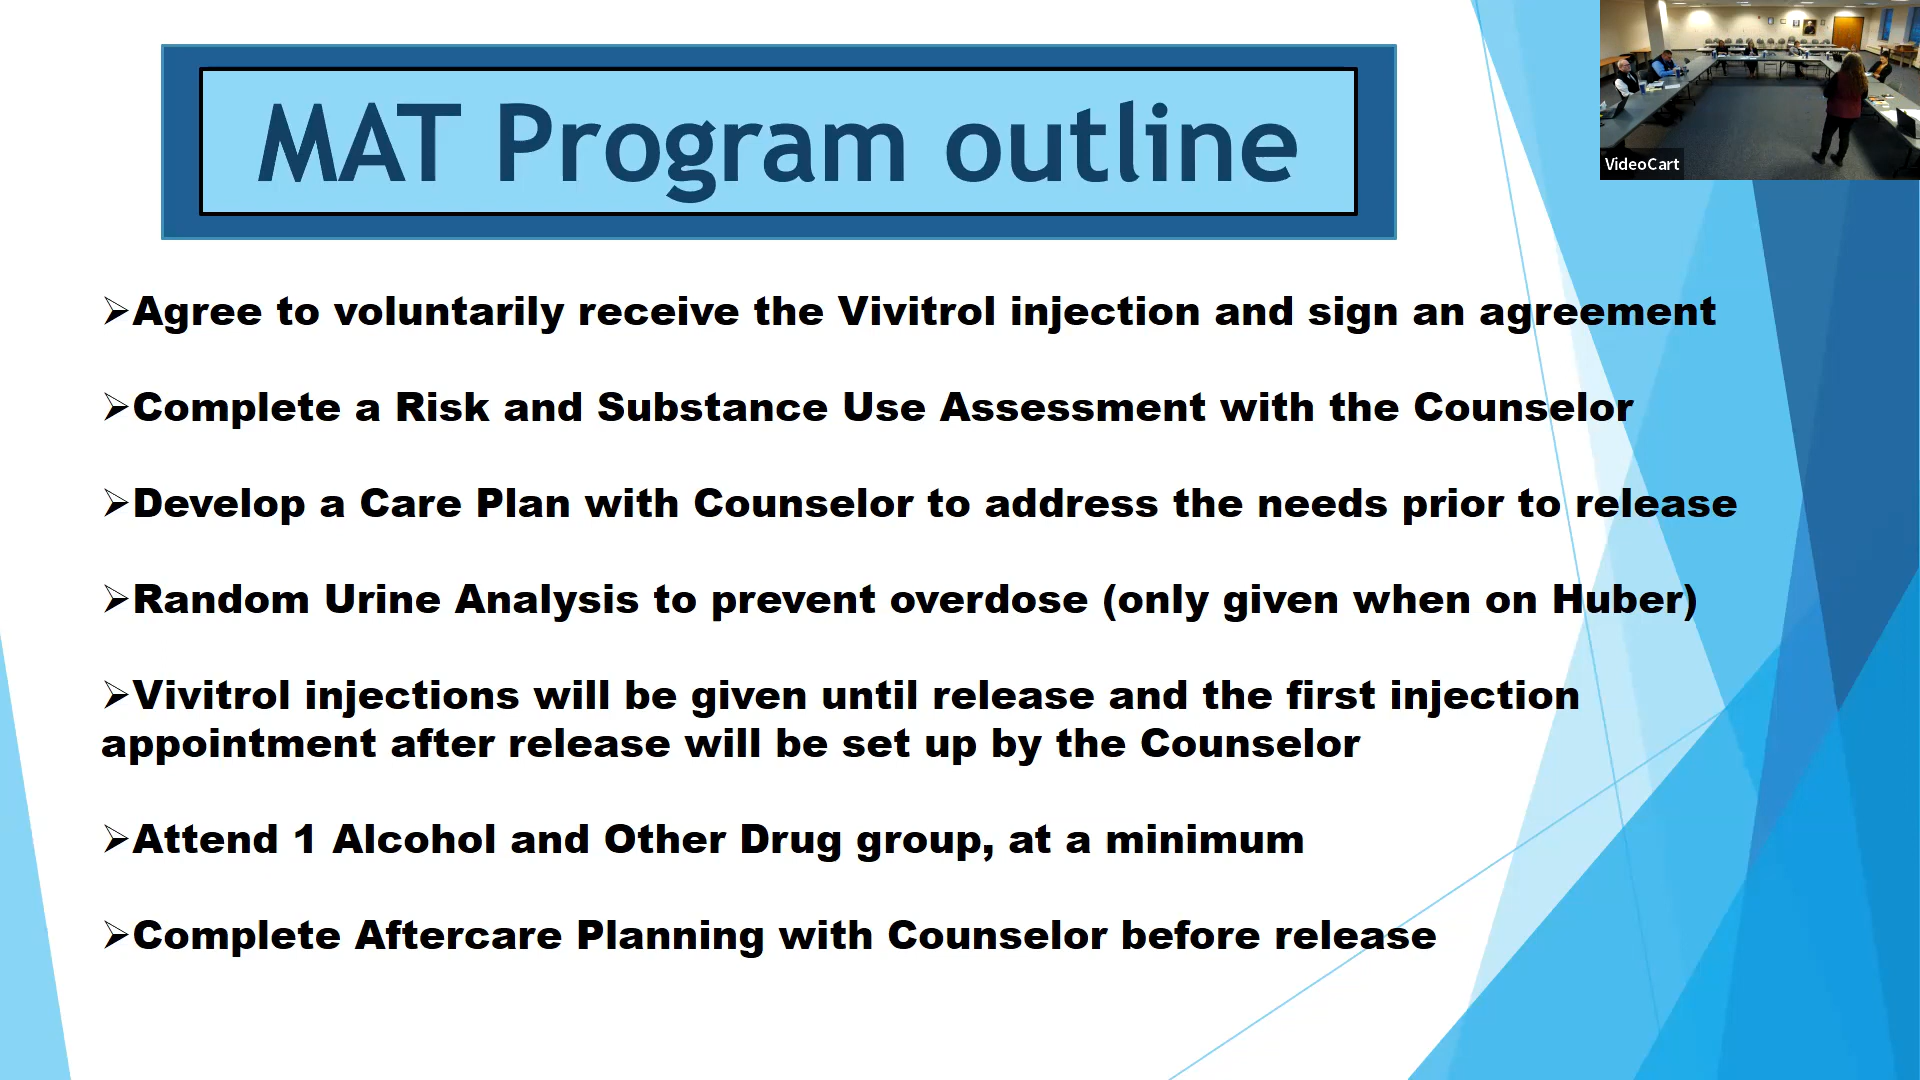 MAT Program outline
VideoCart
➢Agree to voluntarily receive the Vivitrol injection and sign an agreement
➢Complete a Risk and Substance Use Assessment with the Counselor
➢Develop a Care Plan with Counselor to address the needs prior to release
➢Random Urine Analysis to prevent overdose (only given when on Huber)
➢Vivitrol injections will be given until release and the first injection
appointment after release will be set up by the Counselor
➢Attend 1 Alcohol and Other Drug group, at a minimum
➢Complete Aftercare Planning with Counselor before release